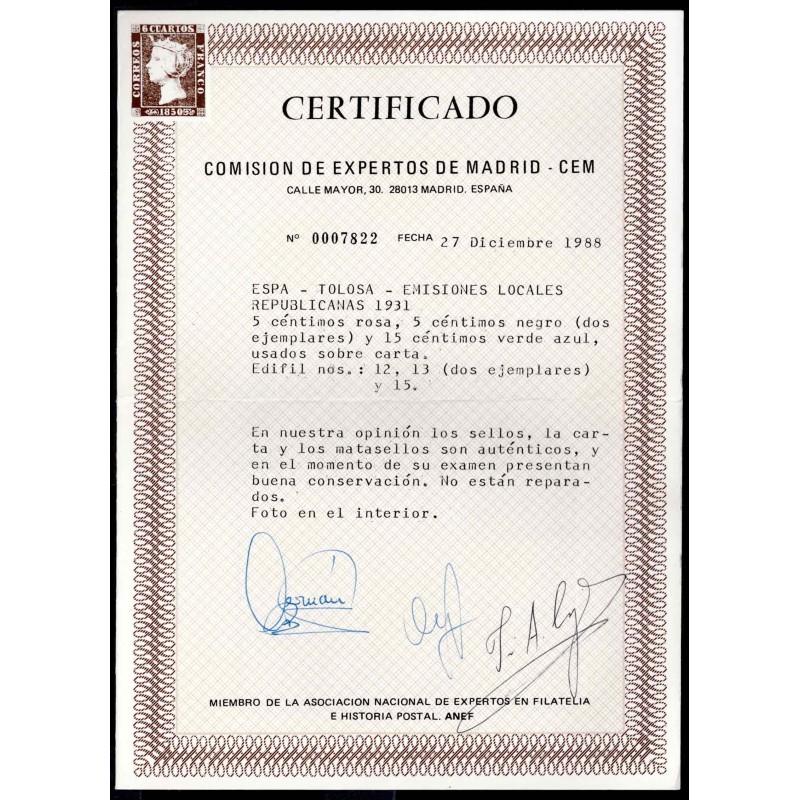 6 CUARTOS
CORREOS
FRANCO
1850
CERTIFICADO
COMISION DE EXPERTOS DE MADRID - CEM
CALLE MAYOR, 30. 28013 MADRID. ESPAÑA
Nº 0007822 FECHA 27 Diciembre 1988
ESPA - TOLOSA - EMISIONES LOCALES
REPUBLICANAS 1931
5 céntimos rosa, 5 céntimos negro (dos
ejemplares) y 15 céntimos verde azul,
usados sobre carta.
Edifil nos.: 12, 13 (dos ejemplares)
y 15.
En nuestra opinión los sellos, la car-
ta y los matasellos son auténticos, y
en el momento de su examen presentan
buena conservación. No están repara-
dos.
Foto en el interior.
MIEMBRO DE LA ASOCIACION NACIONAL DE EXPERTOS EN FILATELIA
E HISTORIA POSTAL. ANEF